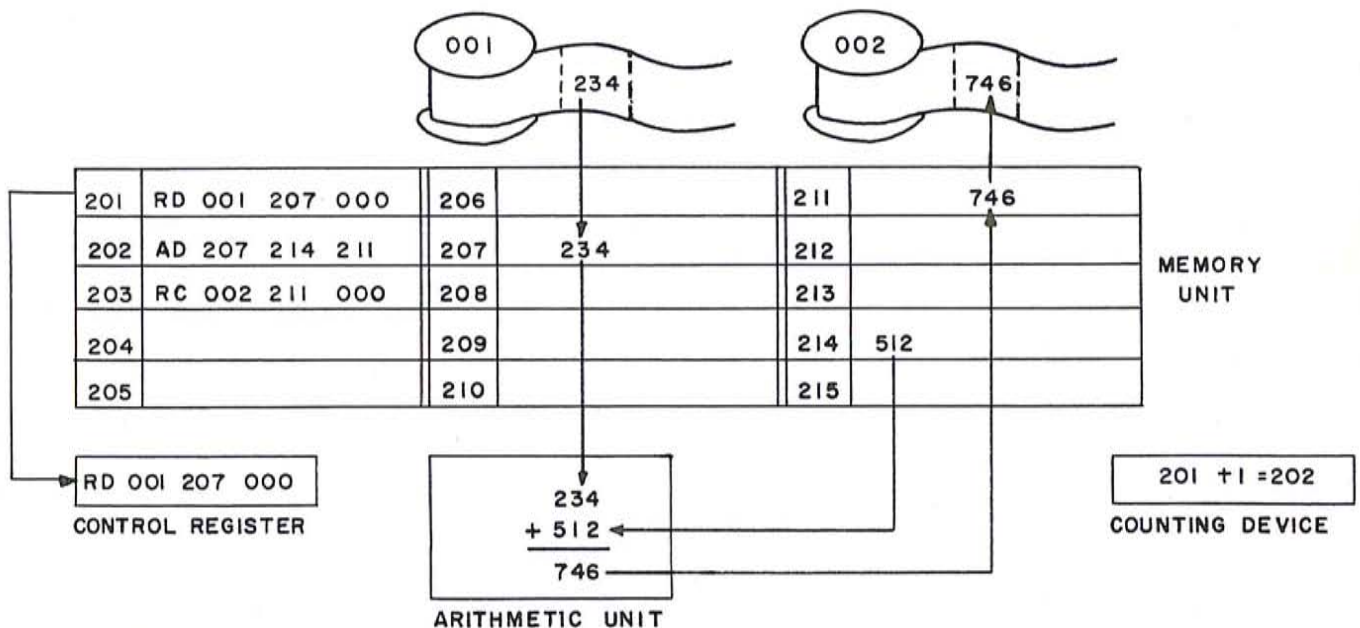 001 002
234 746
201 RD 001 207 000 206 211 746
202 AD 207 214 211 207 234 212
203 RC 002 211 000 208 213
204 209 214 512
205 210 215
MEMORY
UNIT
RD 001 207 000
CONTROL REGISTER
234
+ 512
746
ARITHMETIC UNIT
201 +1 =202
COUNTING DEVICE